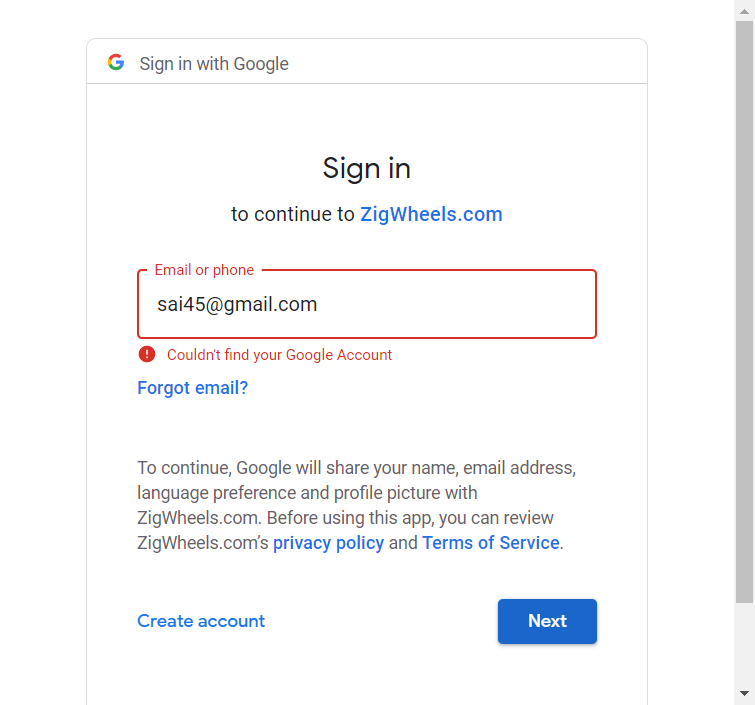 Sign in with Google
Sign in
to continue to ZigWheels.com
Email or phone
sai45@gmail.com
Couldn't find your Google Account
Forgot email?
To continue, Google will share your name, email address,
language preference and profile picture with
ZigWheels.com. Before using this app, you can review
ZigWheels.com’s privacy policy and Terms of Service.
Create account
Next